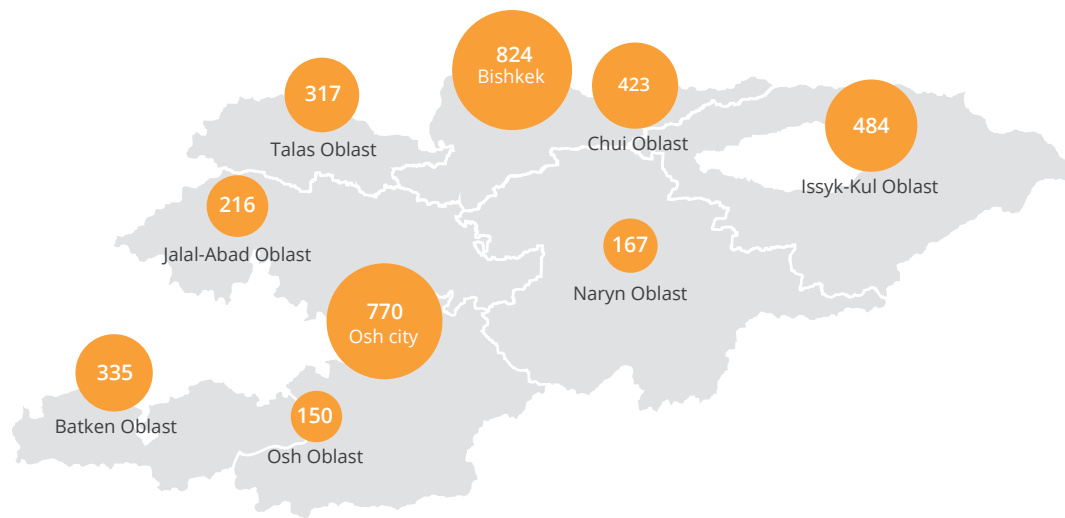 824
Bishkek
423
Chui Oblast
317
Talas Oblast
484
Issyk-Kul Oblast
216
Jalal-Abad Oblast
167
Naryn Oblast
770
Osh city
335
Batken Oblast
150
Osh Oblast